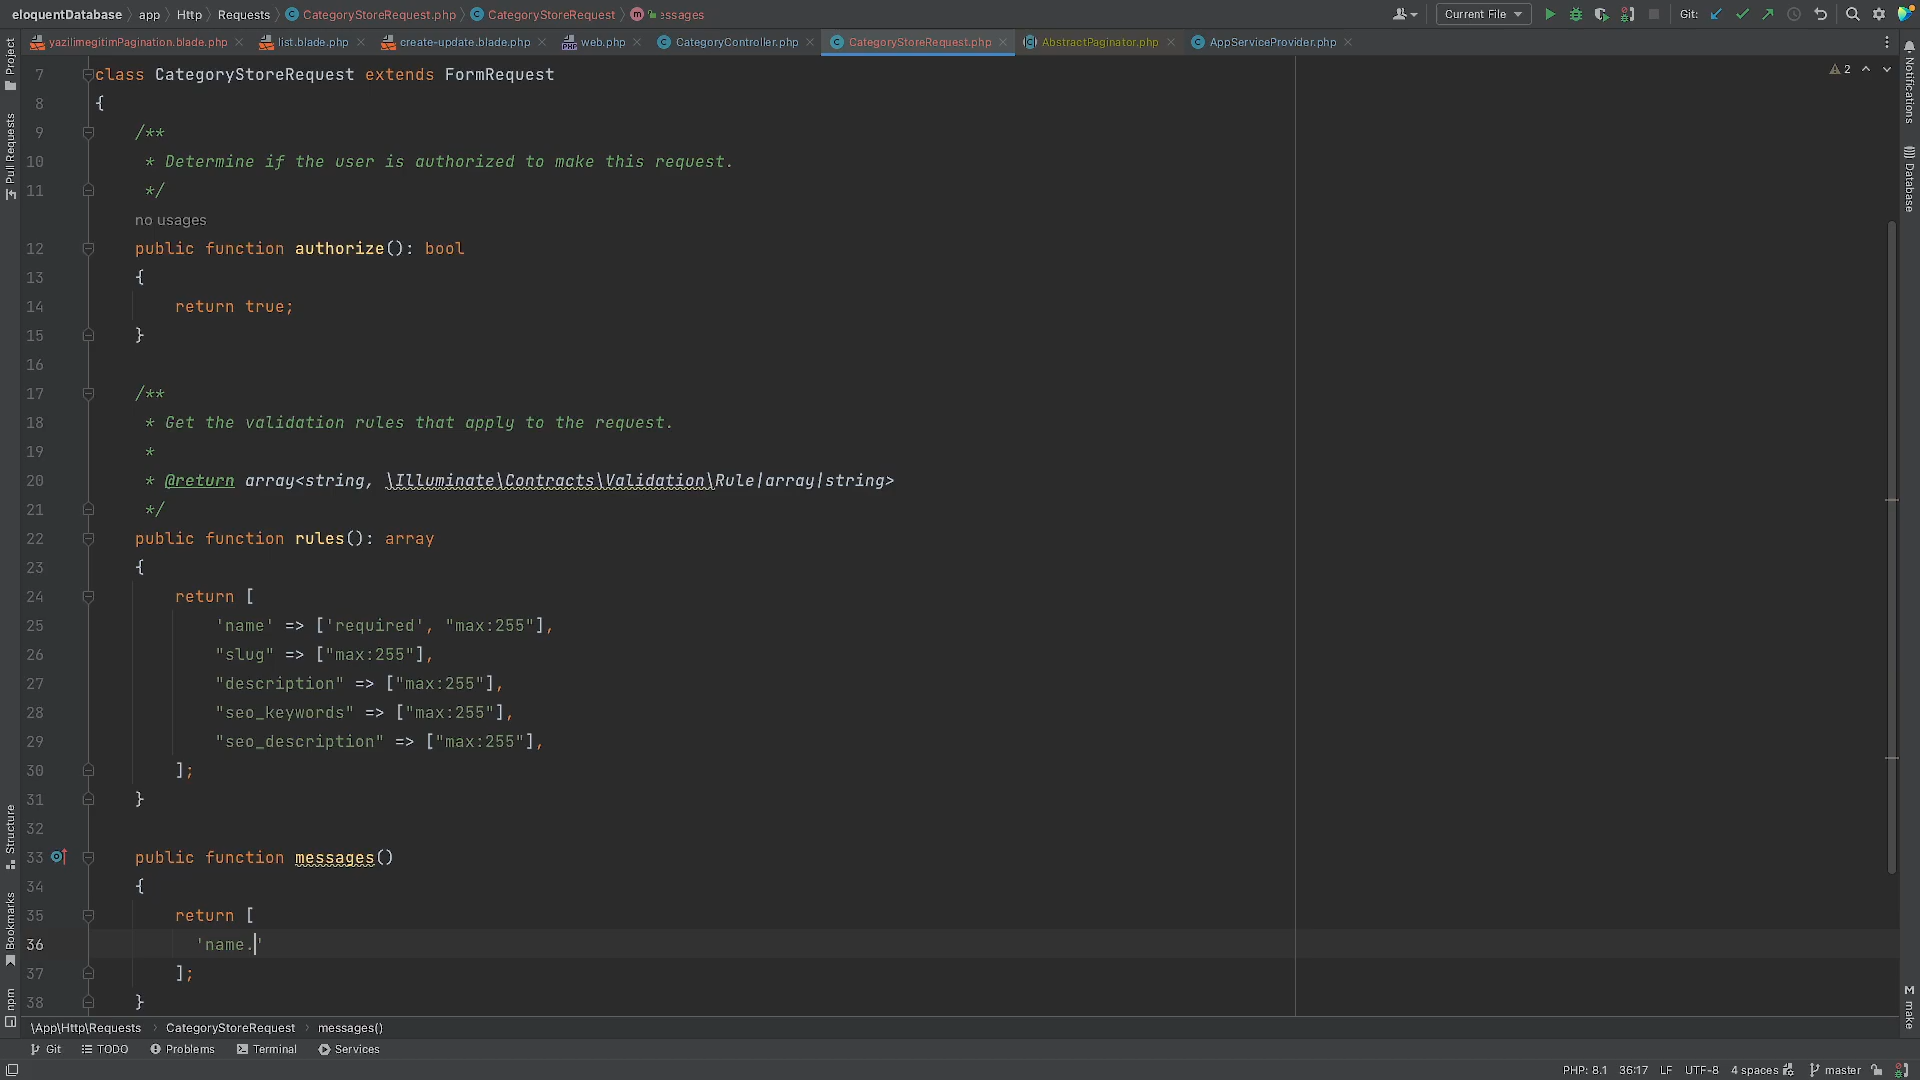 eloquentDatabase app Http Requests CategoryStoreRequest.php CategoryStoreRequest messages Current File Git:
yazilimegitimPagination.blade.php list.blade.php create-update.blade.php web.php CategoryController.php CategoryStoreRequest.php AbstractPaginator.php AppServiceProvider.php
Project
Pull Requests
Structure
Bookmarks
npm
Notifications
Database
make
2
7 class CategoryStoreRequest extends FormRequest
8 {
9 /**
10 * Determine if the user is authorized to make this request.
11 */
no usages
12 public function authorize(): bool
13 {
14 return true;
15 }
16
17 /**
18 * Get the validation rules that apply to the request.
19 *
20 * @return array<string, \Illuminate\Contracts\Validation\Rule|array|string>
21 */
22 public function rules(): array
23 {
24 return [
25 'name' => ['required', "max:255"],
26 "slug" => ["max:255"],
27 "description" => ["max:255"],
28 "seo_keywords" => ["max:255"],
29 "seo_description" => ["max:255"],
30 ];
31 }
32
33 public function messages()
34 {
35 return [
36 'name.'
37 ];
38 }
\App\Http\Requests CategoryStoreRequest messages()
Git TODO Problems Terminal Services
PHP: 8.1 36:17 LF UTF-8 4 spaces master